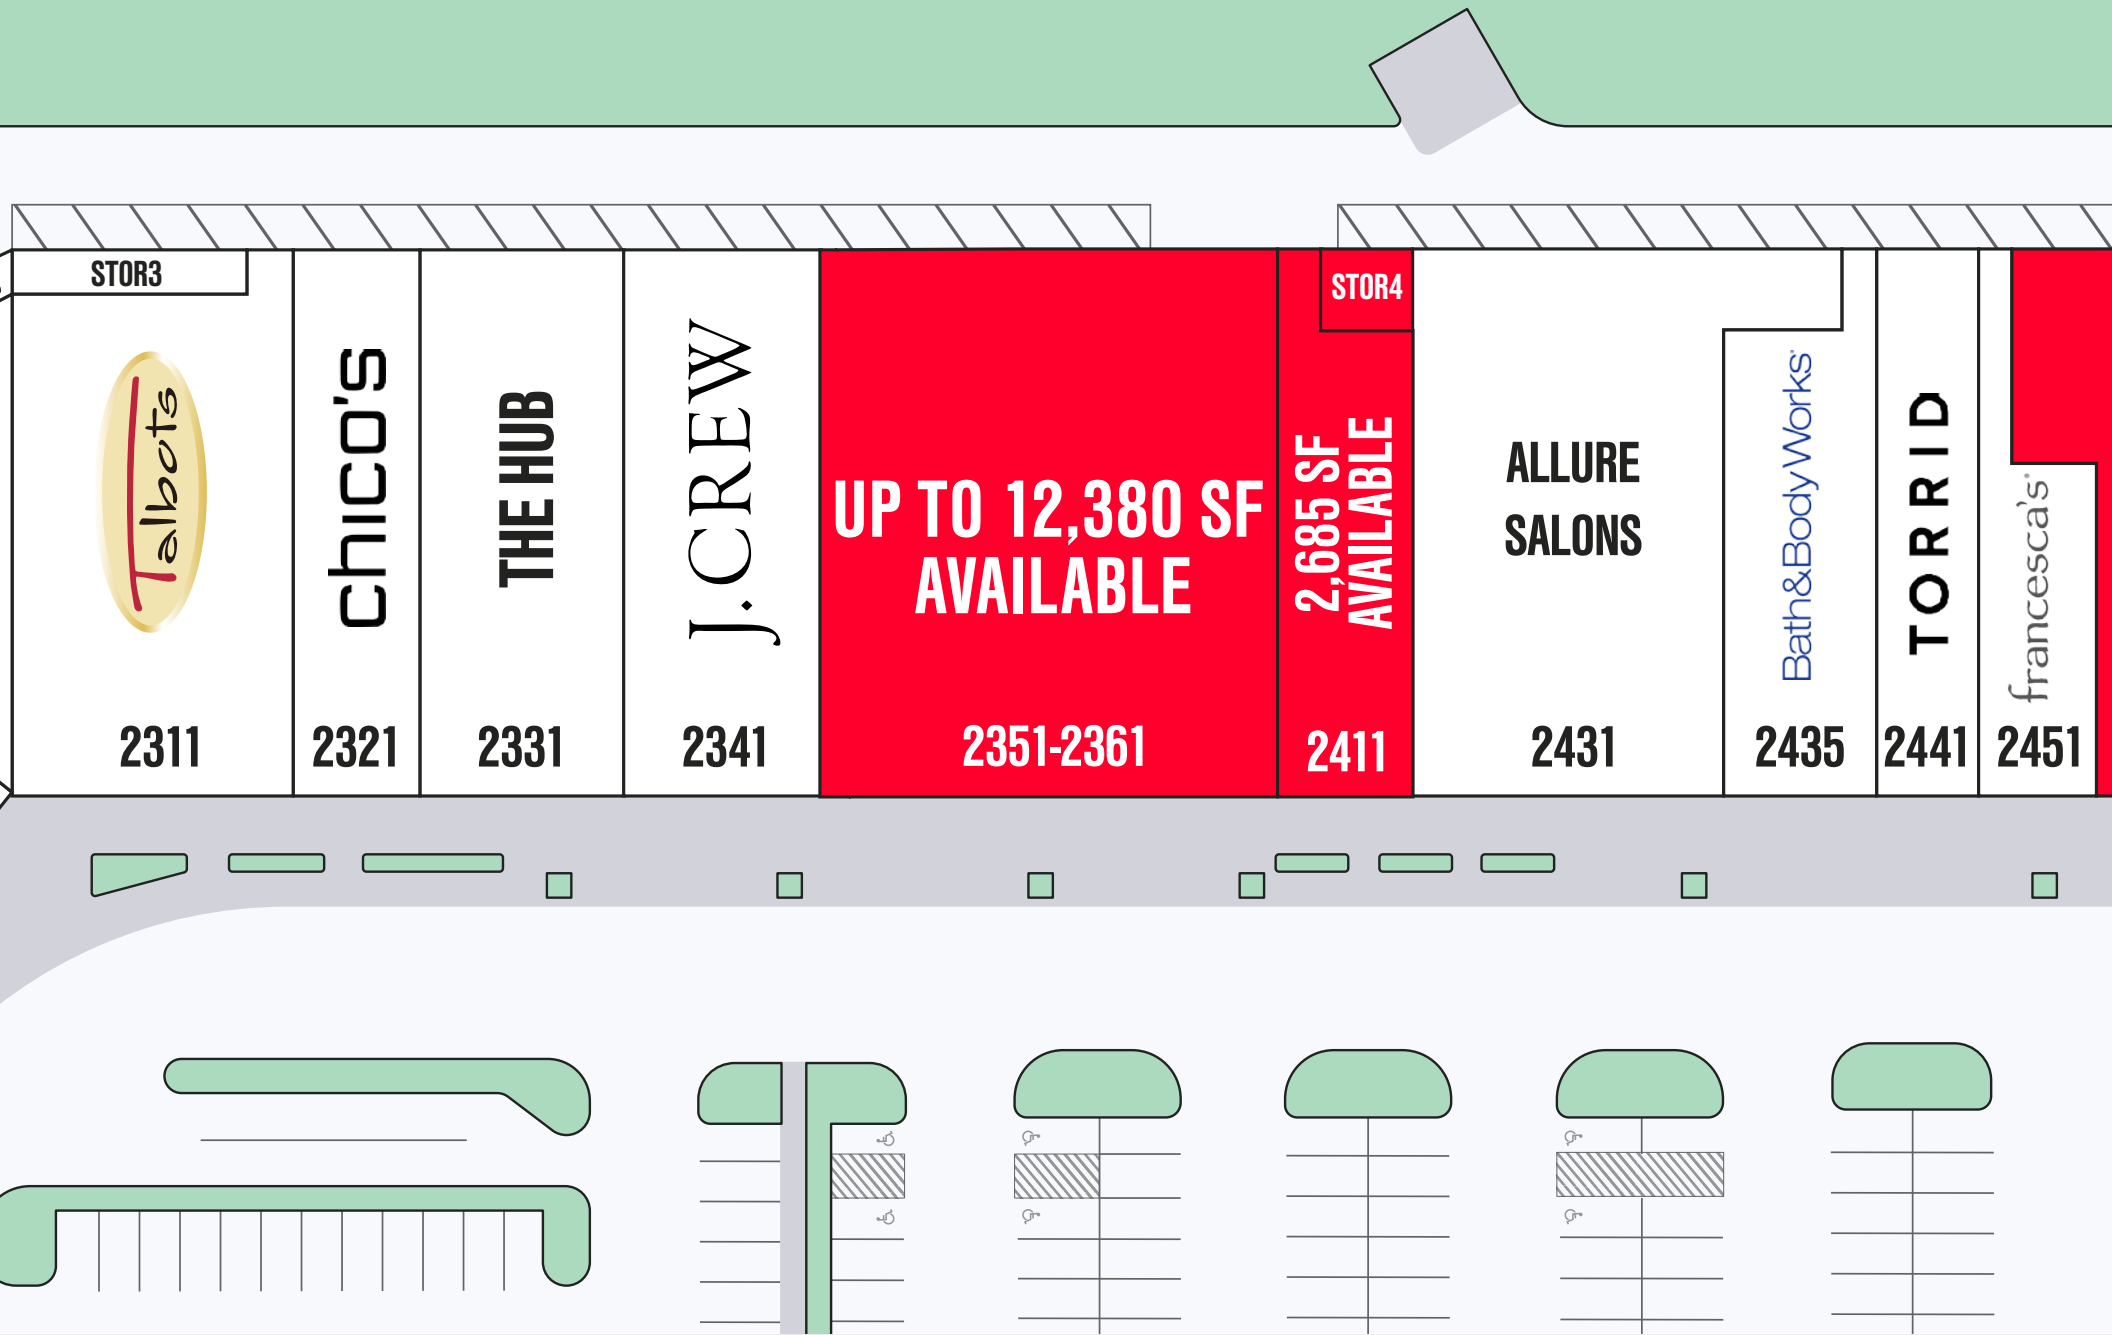 STOR3
Talbots
2311
chico's
2321
THE HUB
2331
J.CREW
2341
UP TO 12,380 SF
AVAILABLE
2351-2361
STOR4
2,685 SF
AVAILABLE
2411
ALLURE
SALONS
2431
Bath&BodyWorks
2435
TORRID
2441
francesca's
2451